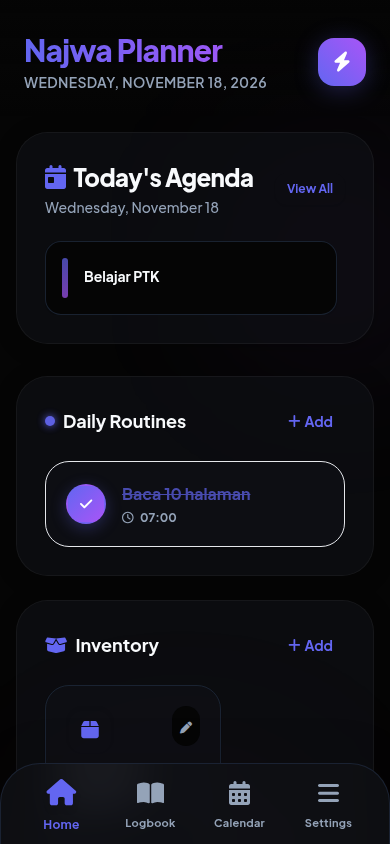 Najwa Planner
WEDNESDAY, NOVEMBER 18, 2026
Today's Agenda
View All
Wednesday, November 18
Belajar PTK
Daily Routines
+ Add
Baca 10 halaman
07:00
Inventory
+ Add
Home
Logbook
Calendar
Settings